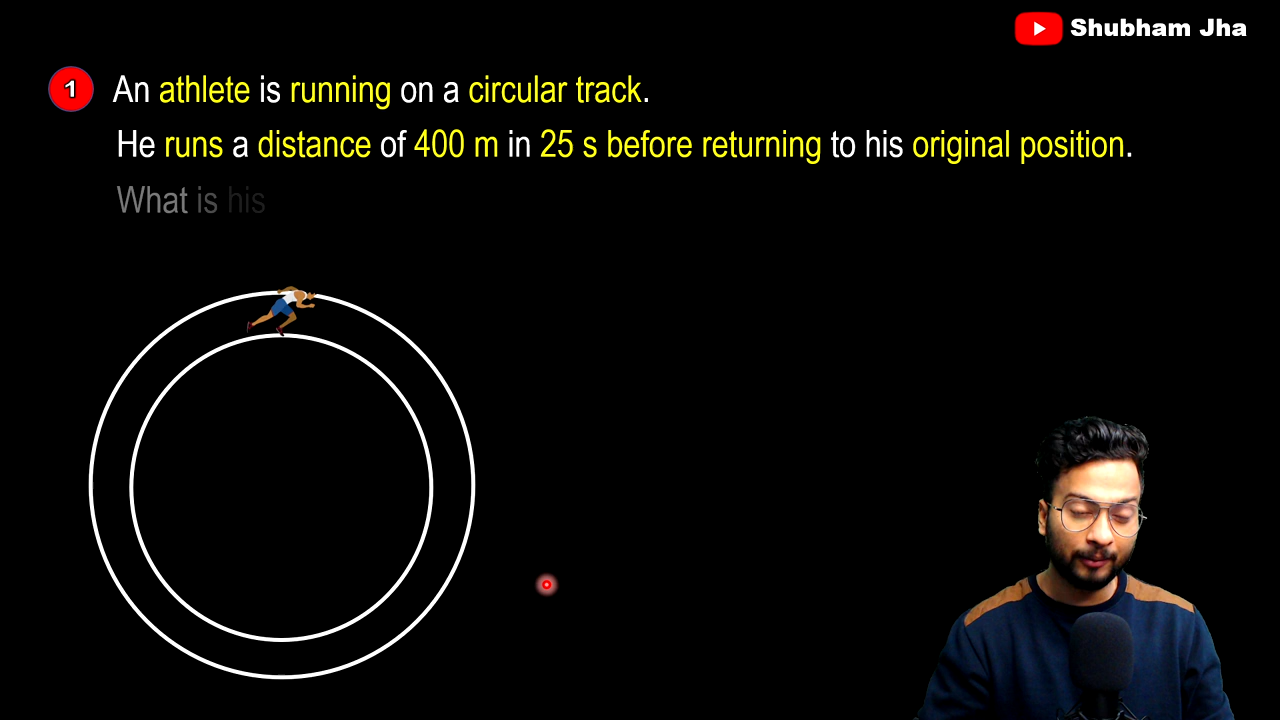 Shubham Jha
1 An athlete is running on a circular track.
He runs a distance of 400 m in 25 s before returning to his original position.
What is his